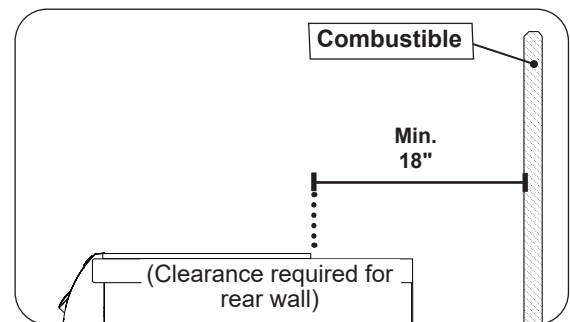 Combustible
Min.
18"
(Clearance required for
rear wall)